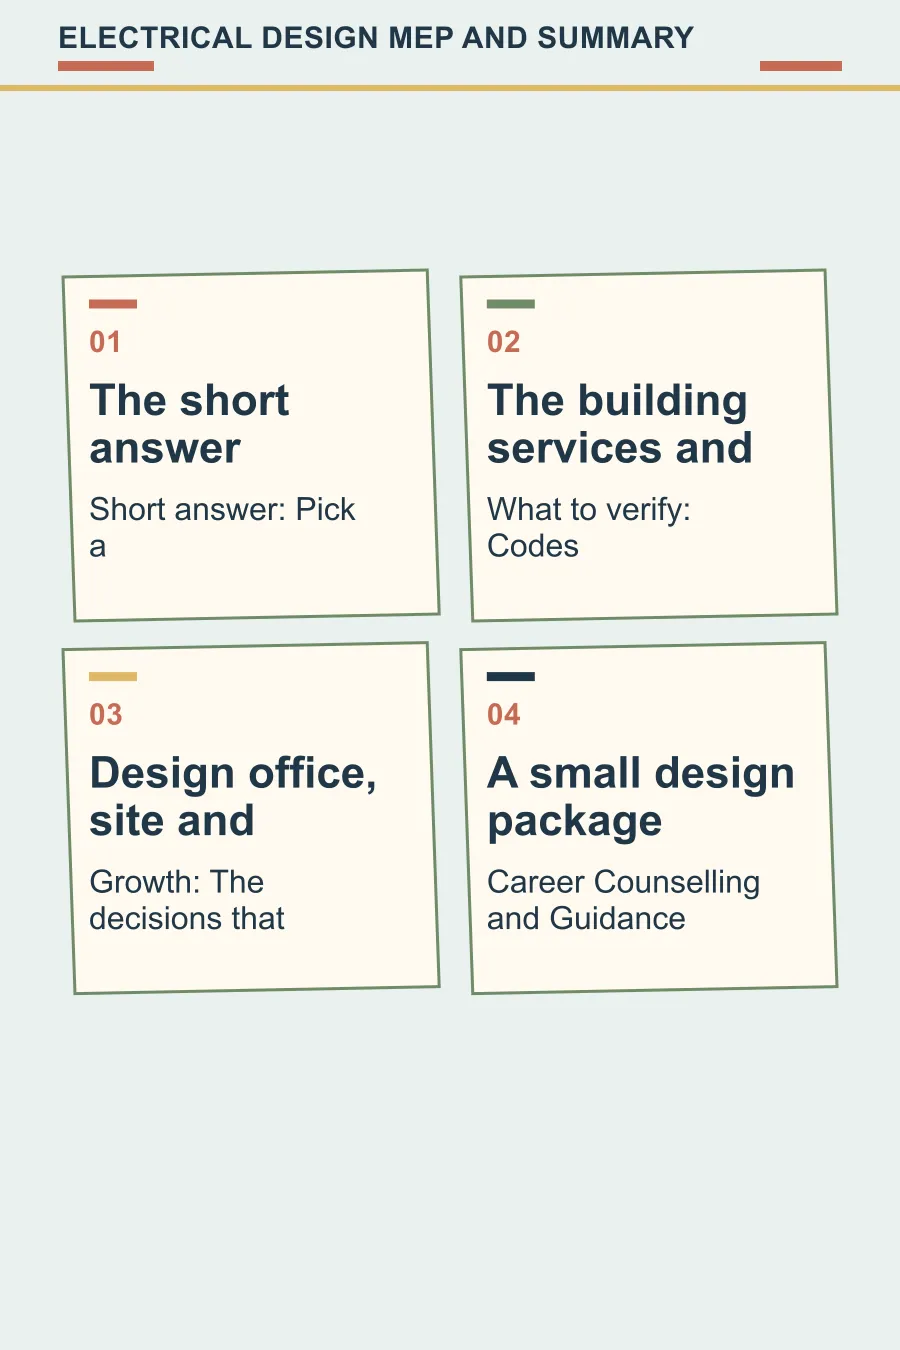 ELECTRICAL DESIGN MEP AND SUMMARY
01
The short
answer
Short answer: Pick
a
02
The building
services and
What to verify:
Codes
03
Design office,
site and
Growth: The
decisions that
04
A small design
package
Career Counselling
and Guidance